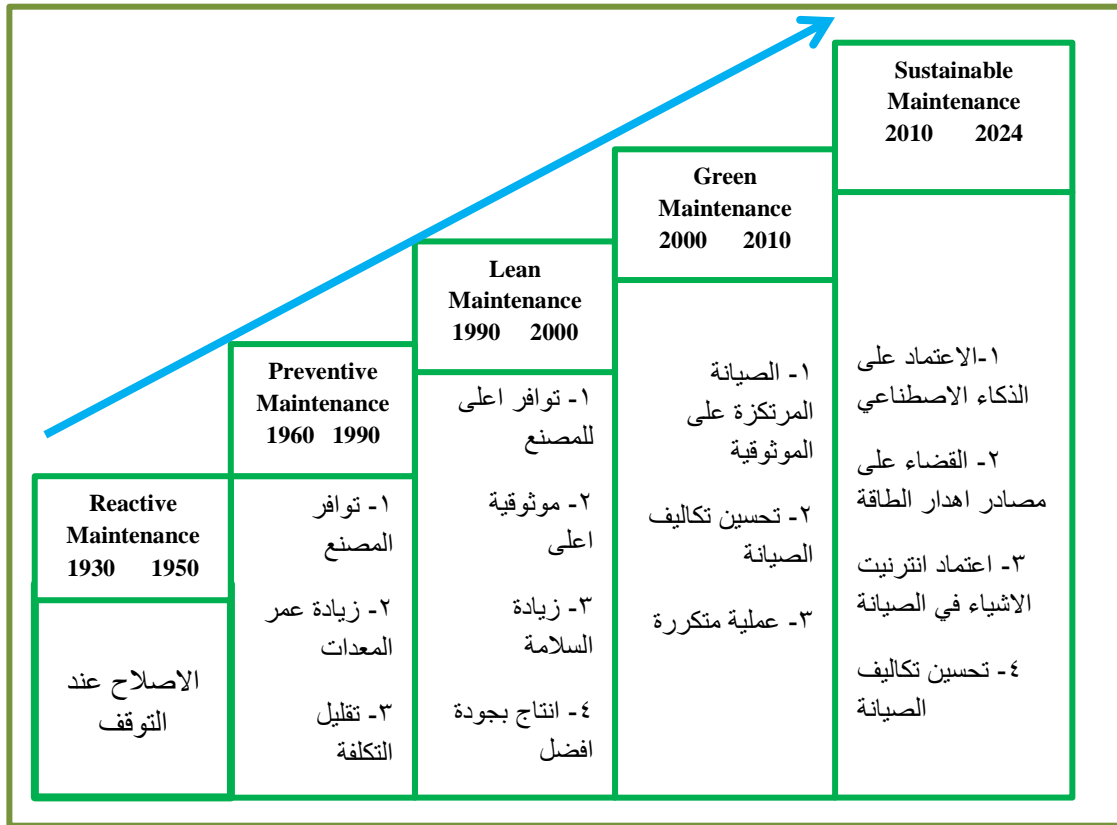 Reactive
Maintenance
1930 1950
الاصلاح عند
التوقف
Preventive
Maintenance
1960 1990
١- توافر
المصنع
٢- زيادة عمر
المعدات
٣- تقليل
التكلفة
Lean
Maintenance
1990 2000
١- توافر اعلى
للمصنع
٢- موثوقية
اعلى
٣- زيادة
السلامة
٤- انتاج بجودة
افضل
Green
Maintenance
2000 2010
١- الصيانة
المرتكزة على
الموثوقية
٢- تحسين تكاليف
الصيانة
٣- عملية متكررة
Sustainable
Maintenance
2010 2024
١-الاعتماد على
الذكاء الاصطناعي
٢- القضاء على
مصادر اهدار الطاقة
٣- اعتماد انترنيت
الاشياء في الصيانة
٤- تحسين تكاليف
الصيانة